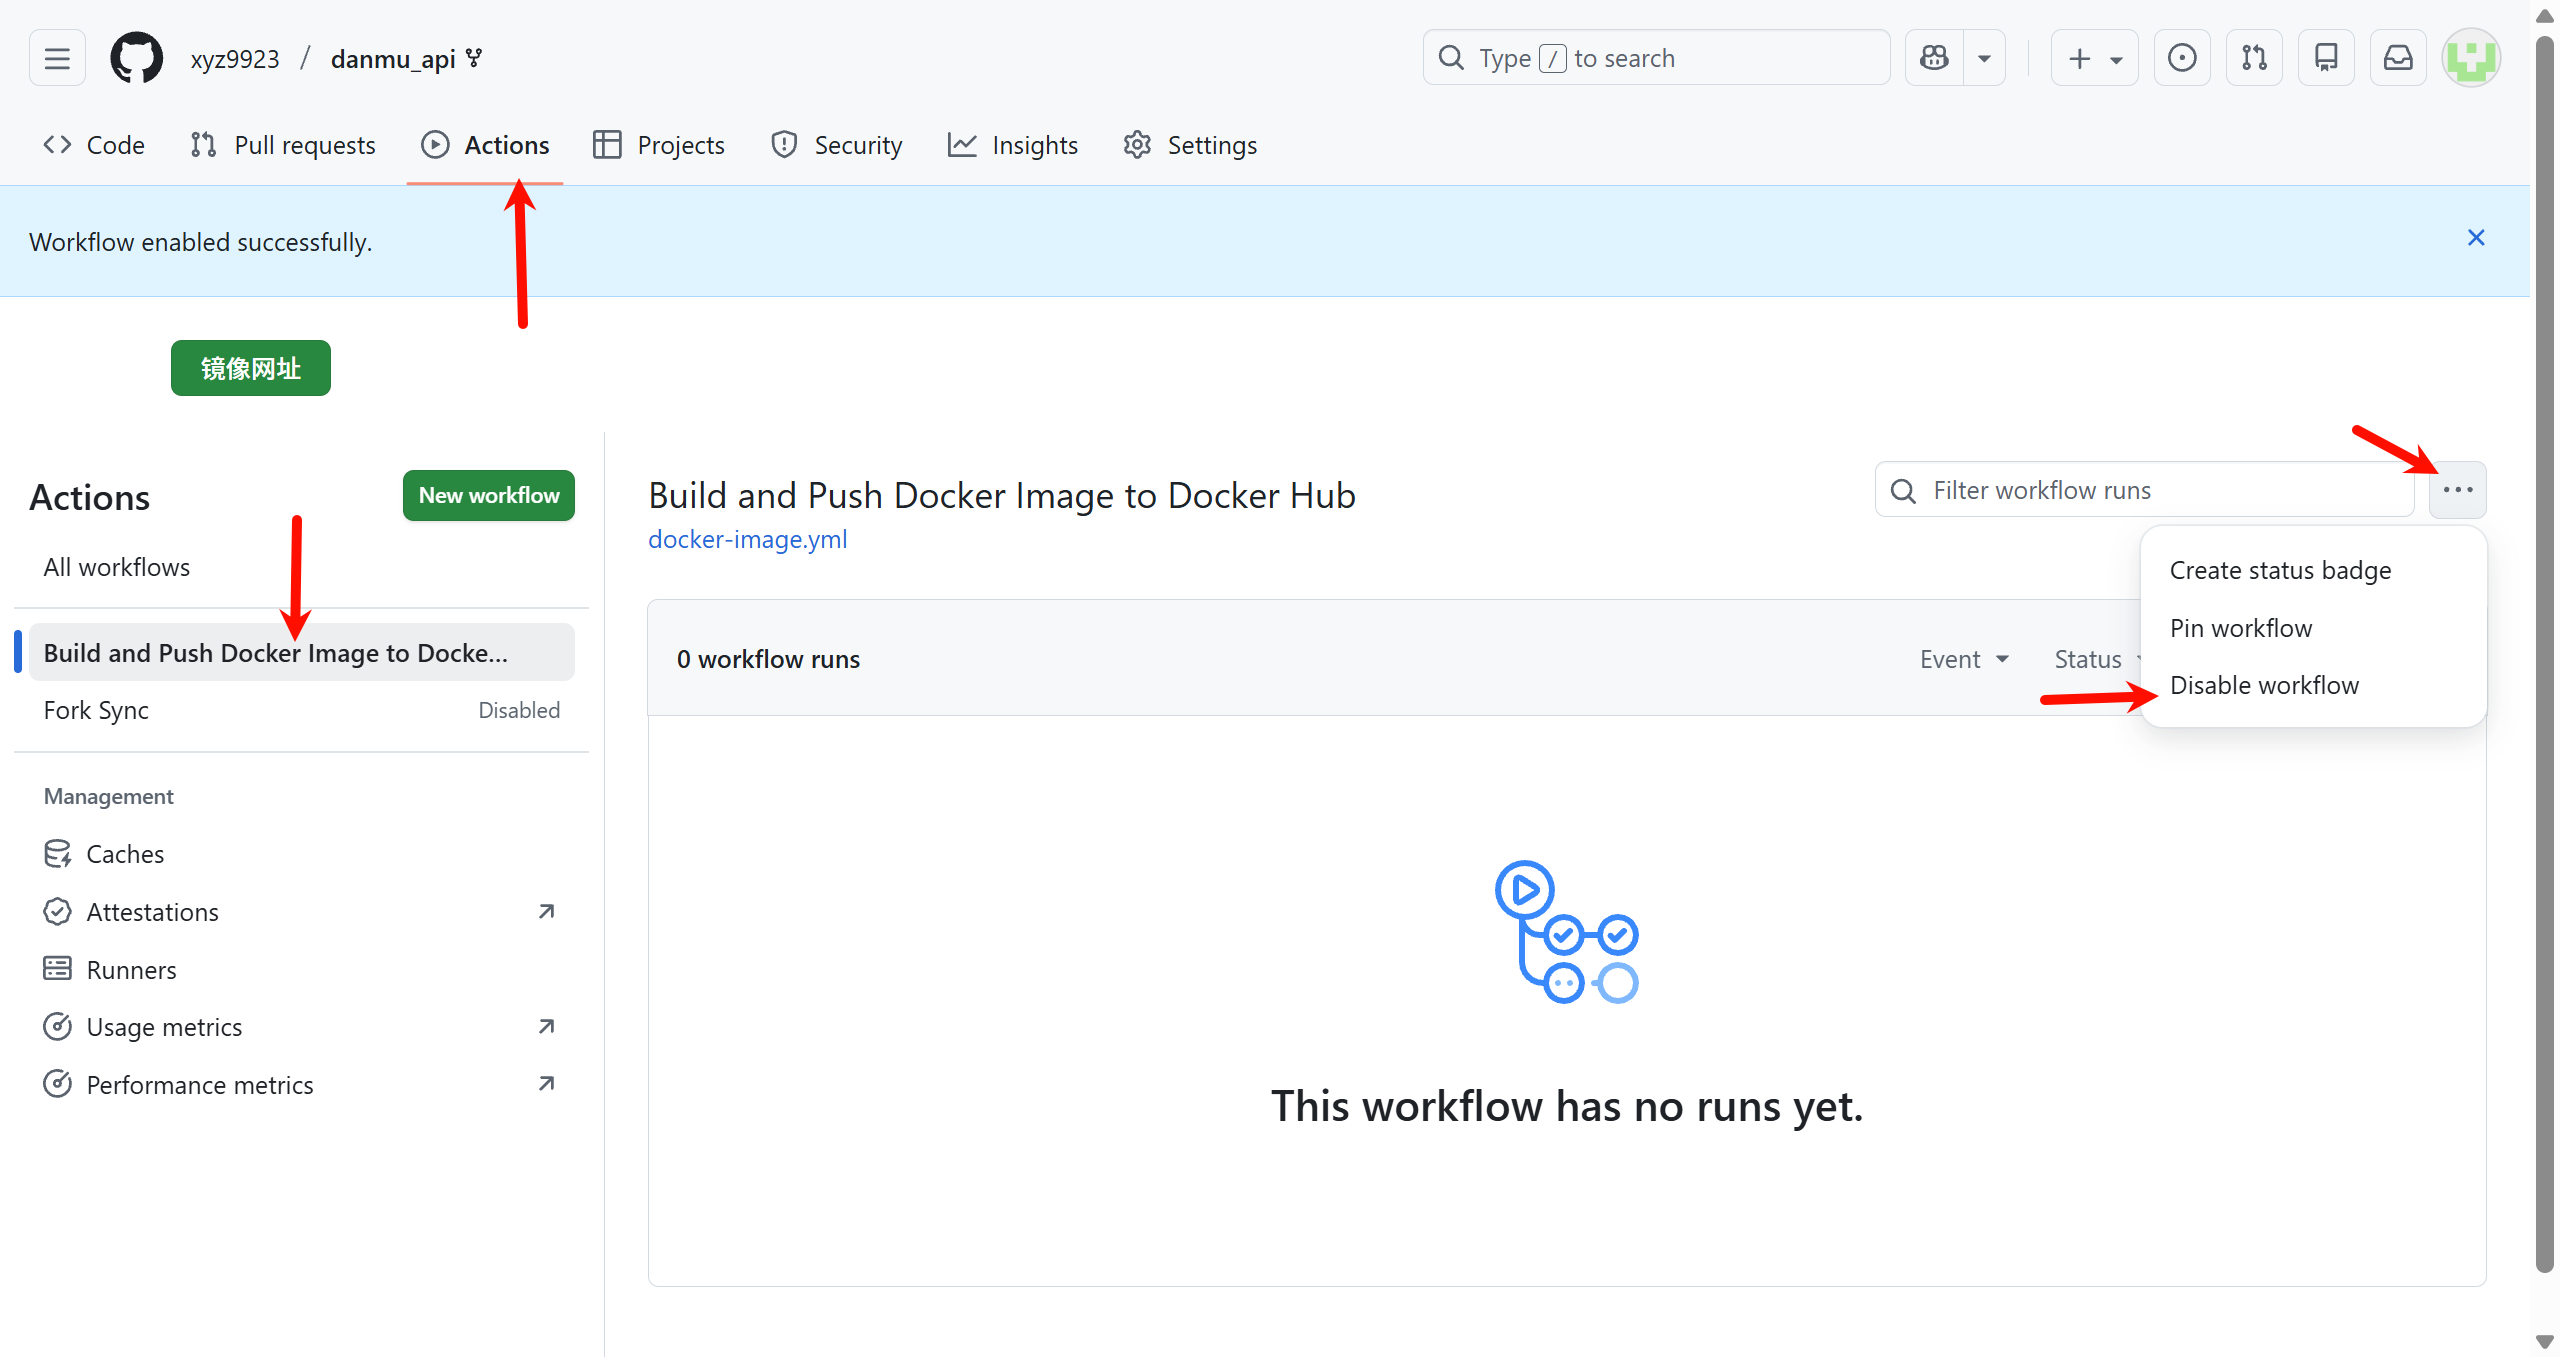 xyz9923 / danmu_api
Type / to search
Code
Pull requests
Actions
Projects
Security
Insights
Settings
Workflow enabled successfully.
镜像网址
Actions
New workflow
All workflows
Build and Push Docker Image to Docke...
Fork Sync
Disabled
Management
Caches
Attestations
Runners
Usage metrics
Performance metrics
Build and Push Docker Image to Docker Hub
docker-image.yml
Filter workflow runs
Create status badge
Pin workflow
Disable workflow
0 workflow runs
Event
Status
This workflow has no runs yet.